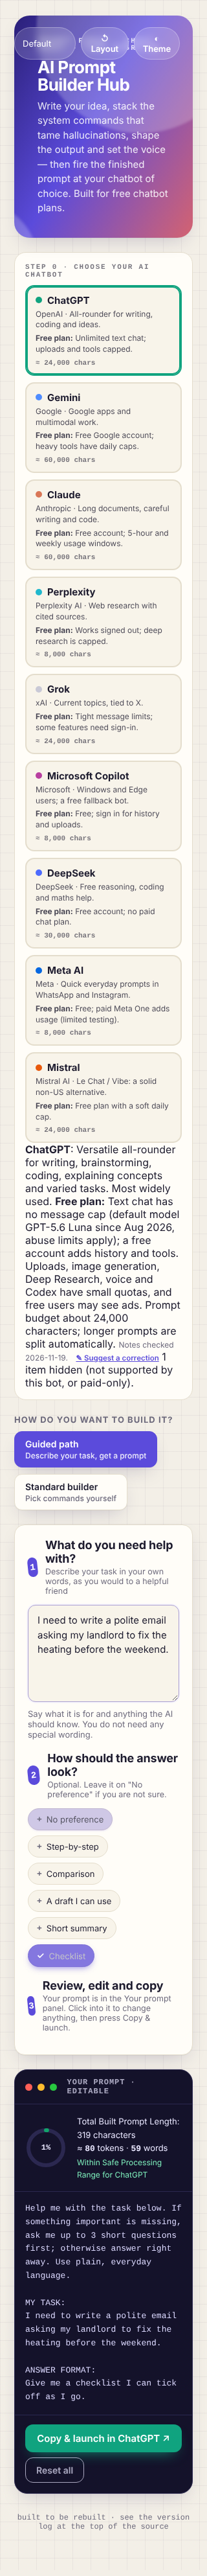 Default
Layout
Theme
AI Prompt
Builder Hub
Write your idea, stack the
system commands that
tame hallucinations, shape
the output and set the voice
— then fire the finished
prompt at your chatbot of
choice. Built for free chatbot
plans.
STEP 0 · CHOOSE YOUR AI
CHATBOT
ChatGPT
OpenAI · All-rounder for writing,
coding and ideas.
Free plan: Unlimited text chat;
uploads and tools capped.
≈ 24,000 chars
Gemini
Google · Google apps and
multimodal work.
Free plan: Free Google account;
heavy tools have daily caps.
≈ 60,000 chars
Claude
Anthropic · Long documents, careful
writing and code.
Free plan: Free account; 5-hour and
weekly usage windows.
≈ 60,000 chars
Perplexity
Perplexity AI · Web research with
cited sources.
Free plan: Works signed out; deep
research is capped.
≈ 8,000 chars
Grok
xAI · Current topics, tied to X.
Free plan: Tight message limits;
some features need sign-in.
≈ 24,000 chars
Microsoft Copilot
Microsoft · Windows and Edge
users; a free fallback bot.
Free plan: Free; sign in for history
and uploads.
≈ 8,000 chars
DeepSeek
DeepSeek · Free reasoning, coding
and maths help.
Free plan: Free account; no paid
chat plan.
≈ 30,000 chars
Meta AI
Meta · Quick everyday prompts in
WhatsApp and Instagram.
Free plan: Free; paid Meta One adds
usage (limited testing).
≈ 8,000 chars
Mistral
Mistral AI · Le Chat / Vibe: a solid
non-US alternative.
Free plan: Free plan with a soft daily
cap.
≈ 24,000 chars
ChatGPT: Versatile all-rounder
for writing, brainstorming,
coding, explaining concepts
and varied tasks. Most widely
used. Free plan: Text chat has
no message cap (default model
GPT-5.6 Luna since Aug 2026,
abuse limits apply); a free
account adds history and tools.
Uploads, image generation,
Deep Research, voice and
Codex have small quotas, and
free users may see ads. Prompt
budget about 24,000
characters; longer prompts are
split automatically. Notes checked
2026-11-19. ✎ Suggest a correction 1
item hidden (not supported by
this bot, or paid-only).
HOW DO YOU WANT TO BUILD IT?
Guided path
Describe your task, get a prompt
Standard builder
Pick commands yourself
1
What do you need help
with?
Describe your task in your own
words, as you would to a helpful
friend
I need to write a polite email
asking my landlord to fix the
heating before the weekend.
Say what it is for and anything the AI
should know. You do not need any
special wording.
2
How should the answer
look?
Optional. Leave it on "No
preference" if you are not sure.
+ No preference
+ Step-by-step
+ Comparison
+ A draft I can use
+ Short summary
✓ Checklist
3
Review, edit and copy
Your prompt is in the Your prompt
panel. Click into it to change
anything, then press Copy &
launch.
YOUR PROMPT ·
EDITABLE
1%
Total Built Prompt Length:
319 characters
≈ 80 tokens · 59 words
Within Safe Processing
Range for ChatGPT
Help me with the task below. If
something important is missing,
ask me up to 3 short questions
first; otherwise answer right
away. Use plain, everyday
language.
MY TASK:
I need to write a polite email
asking my landlord to fix the
heating before the weekend.
ANSWER FORMAT:
Give me a checklist I can tick
off as I go.
Copy & launch in ChatGPT ↗
Reset all
built to be rebuilt · see the version
log at the top of the source